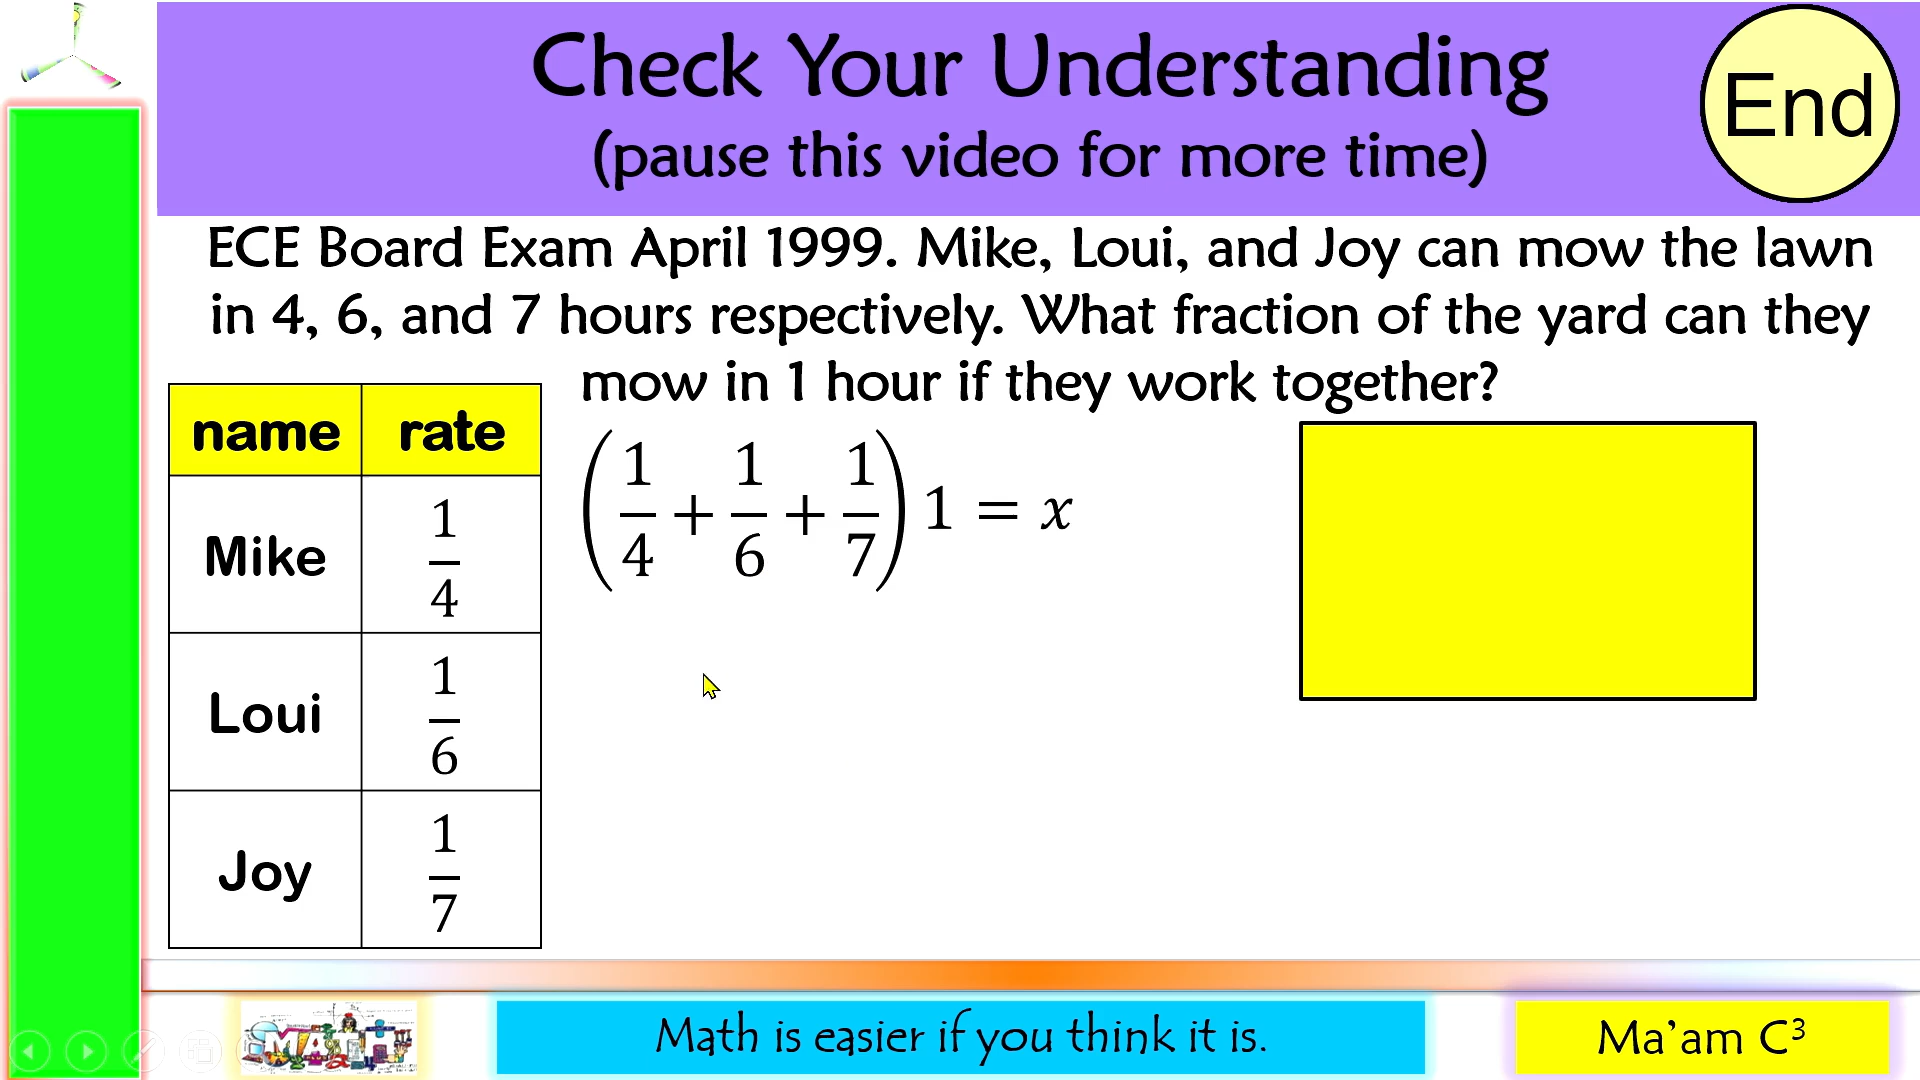 Check Your Understanding
(pause this video for more time)
End
ECE Board Exam April 1999. Mike, Loui, and Joy can mow the lawn
in 4, 6, and 7 hours respectively. What fraction of the yard can they
mow in 1 hour if they work together?
name rate
Mike 1/4
Loui 1/6
Joy 1/7
(1/4 + 1/6 + 1/7) 1 = x
MATH
Math is easier if you think it is.
Ma’am C³